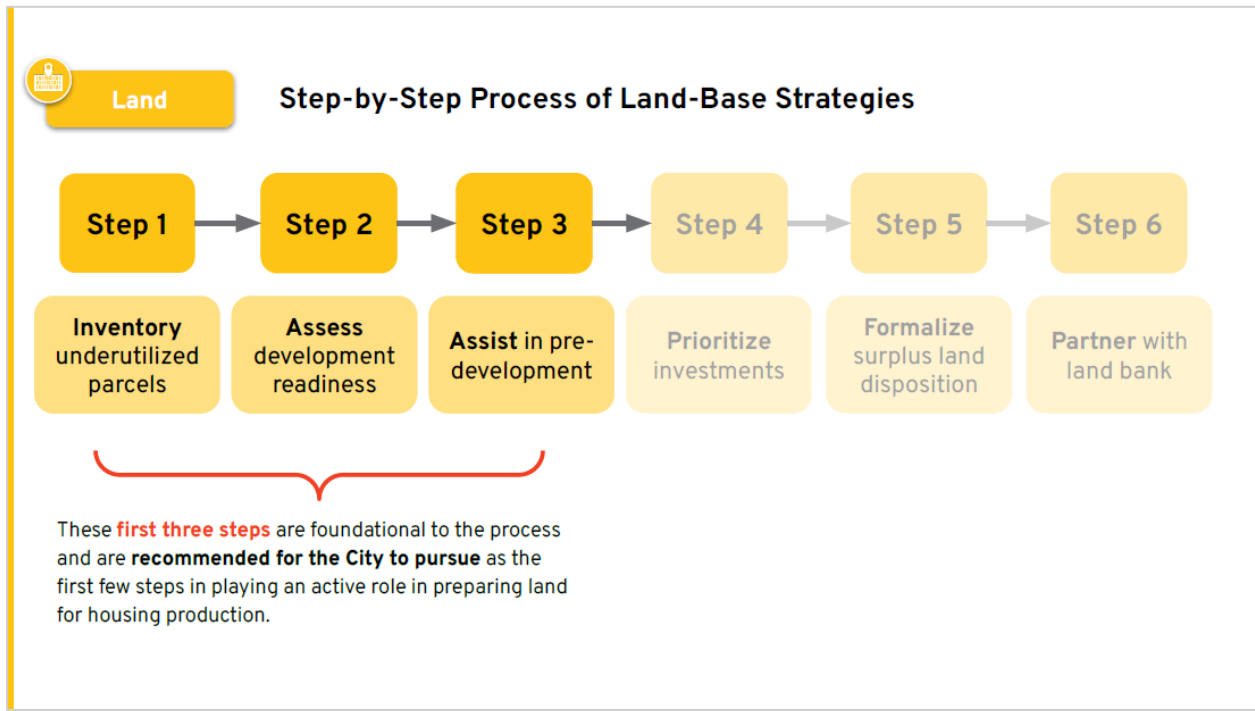 Land
Step-by-Step Process of Land-Base Strategies
Step 1
Step 2
Step 3
Step 4
Step 5
Step 6
Inventory
underutilized
parcels
Assess
development
readiness
Assist in pre-
development
Prioritize
investments
Formalize
surplus land
disposition
Partner with
land bank
These first three steps are foundational to the process
and are recommended for the City to pursue as the
first few steps in playing an active role in preparing land
for housing production.